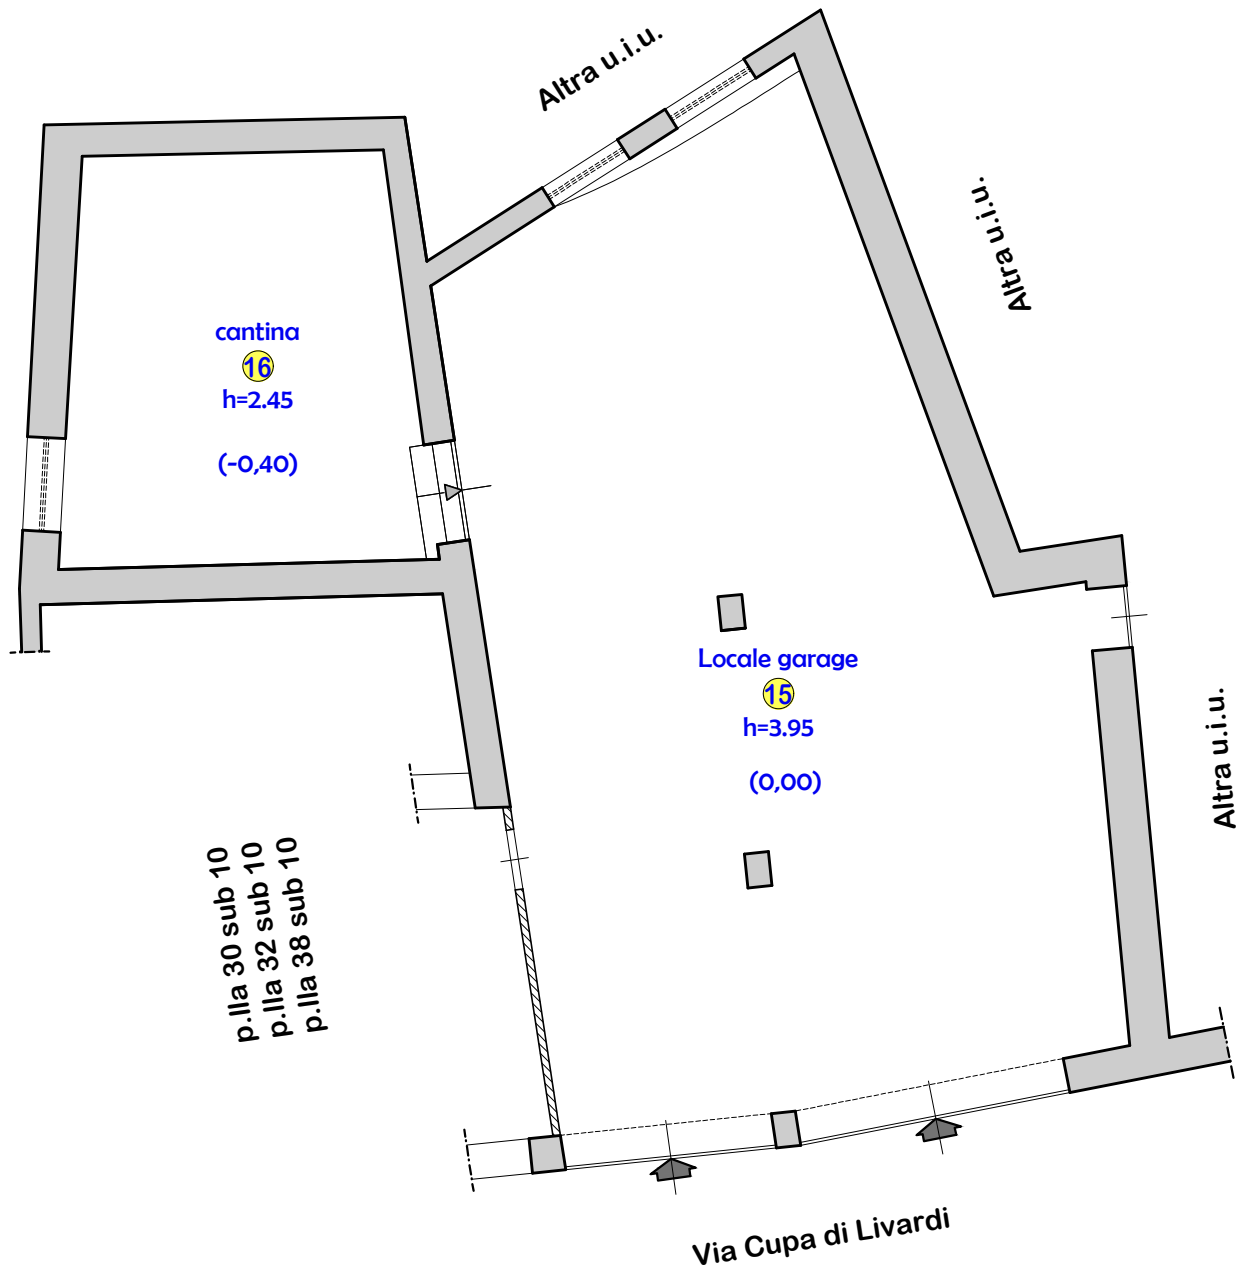 Altra u.i.u.
Altra u.i.u.
cantina
16
h=2.45
(-0,40)
Locale garage
15
h=3.95
(0,00)
Altra u.i.u.
p.lla 30 sub 10
p.lla 32 sub 10
p.lla 38 sub 10
Via Cupa di Livardi